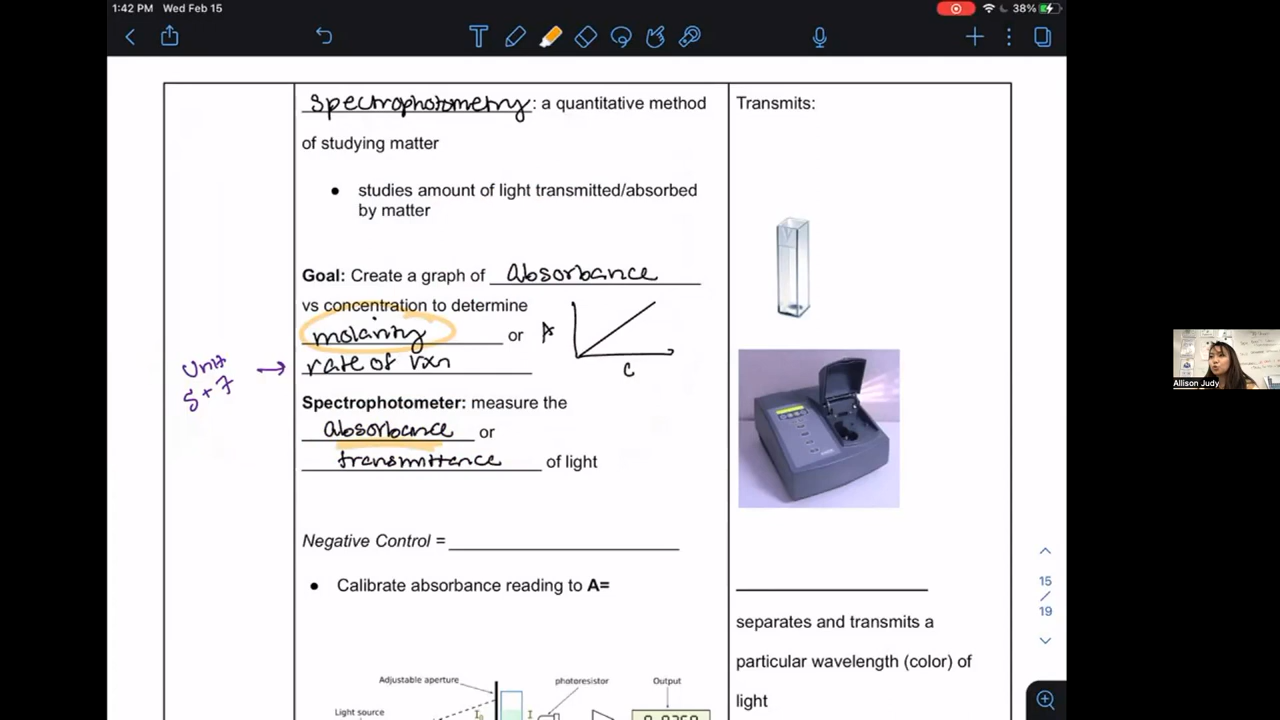 1:42 PM Wed Feb 15
38%
spectrophotometry: a quantitative method
of studying matter
• studies amount of light transmitted/absorbed
by matter
Goal: Create a graph of absorbance
vs concentration to determine
molarity or
rate of rxn
A
C
Unit
5+7
Spectrophotometer: measure the
absorbance or
transmittence of light
Negative Control =
• Calibrate absorbance reading to A=
Adjustable aperture
photoresistor
Output
Light source
I
Transmits:
separates and transmits a
particular wavelength (color) of
light
15
/
19
Allison Judy